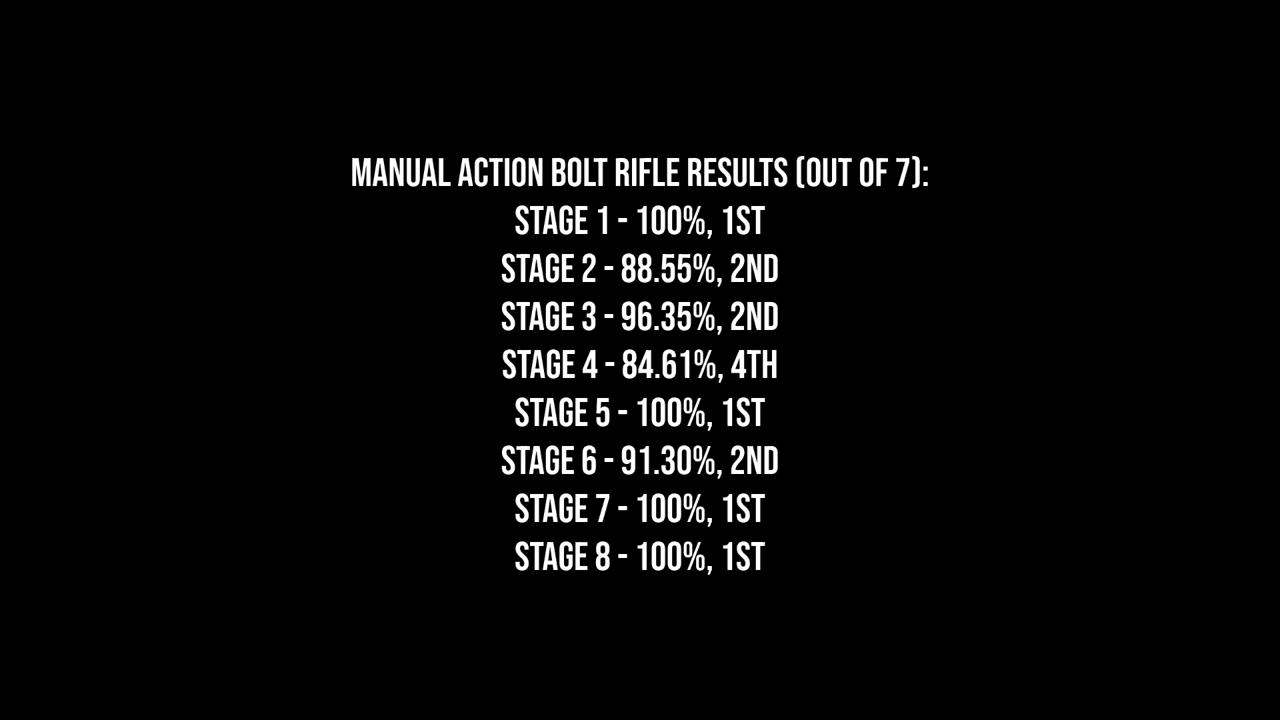 MANUAL ACTION BOLT RIFLE RESULTS (OUT OF 7):
STAGE 1 - 100%, 1ST
STAGE 2 - 88.55%, 2ND
STAGE 3 - 96.35%, 2ND
STAGE 4 - 84.61%, 4TH
STAGE 5 - 100%, 1ST
STAGE 6 - 91.30%, 2ND
STAGE 7 - 100%, 1ST
STAGE 8 - 100%, 1ST